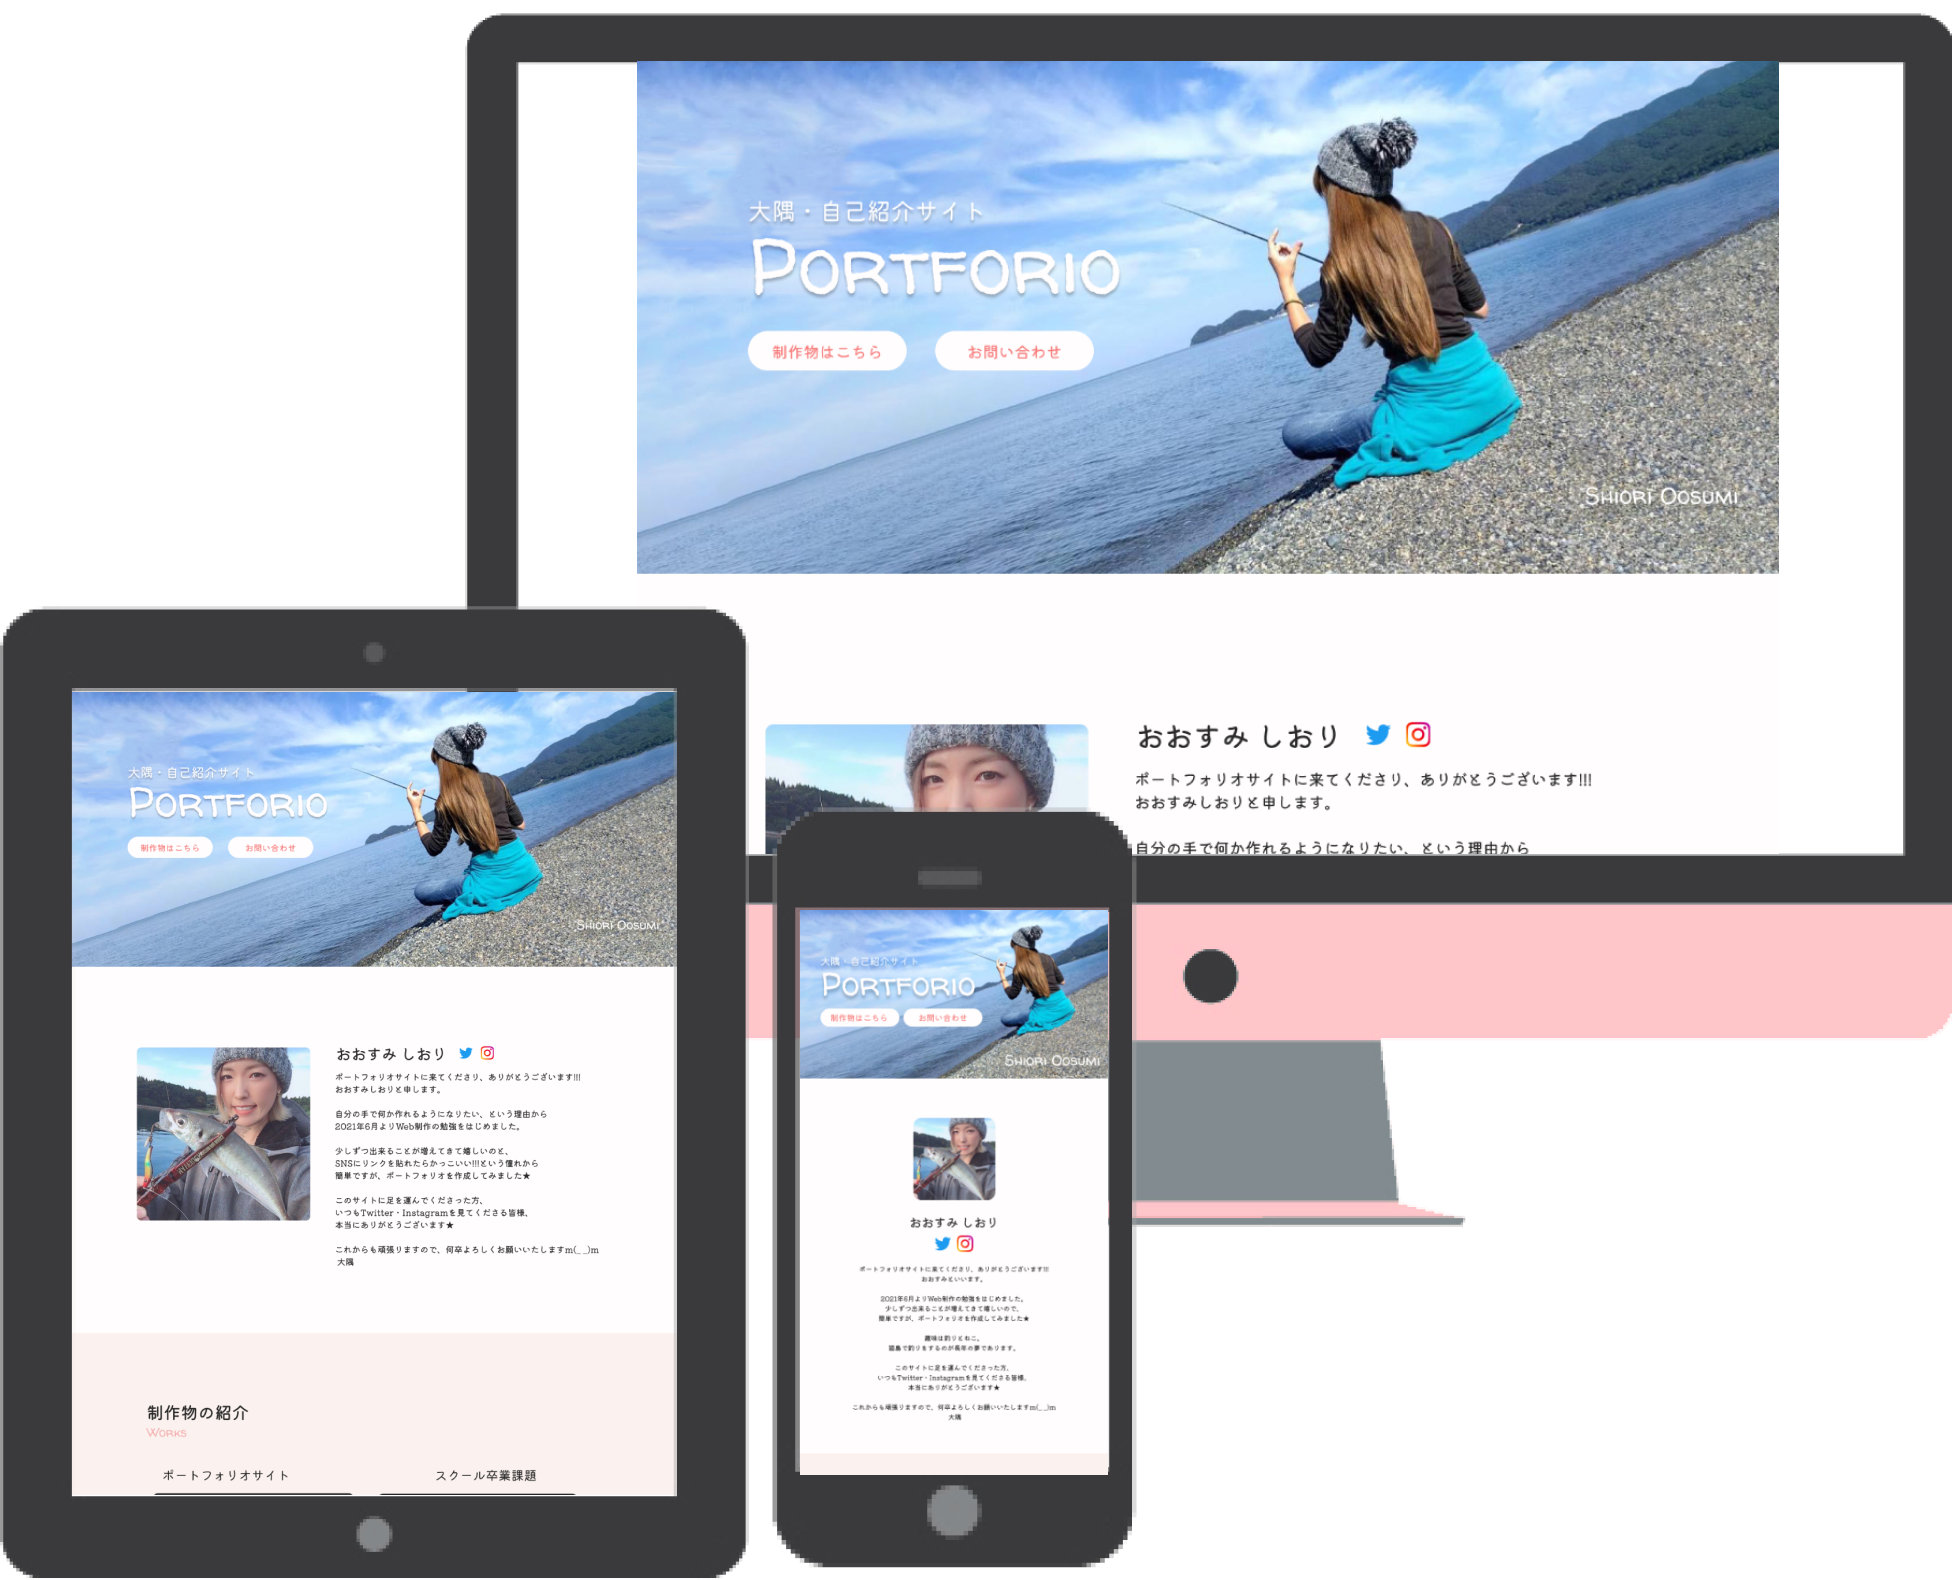 大隅・自己紹介サイト
PORTFORIO
制作物はこちら
お問い合わせ
SHIORI OOSUMI
おおすみ しおり
ポートフォリオサイトに来てくださり、ありがとうございます!!!
おおすみしおりと申します。
自分の手で何か作れるようになりたい、という理由から
大隅・自己紹介サイト
PORTFORIO
制作物はこちら
お問い合わせ
SHIORI OOSUMI
おおすみ しおり
ポートフォリオサイトに来てくださり、ありがとうございます!!!
おおすみしおりと申します。
自分の手で何か作れるようになりたい、という理由から
2021年6月よりWeb制作の勉強をはじめました。
少しずつ出来ることが増えてきて嬉しいのと、
SNSにリンクを貼れたらかっこいい!!!という憧れから
簡単ですが、ポートフォリオを作成してみました★
このサイトに足を運んでくださった方、
いつもTwitter・Instagramを見てくださる皆様、
本当にありがとうございます★
これからも頑張りますので、何卒よろしくお願いいたしますm(_ _)m
大隅
制作物の紹介
WORKS
ポートフォリオサイト
スクール卒業課題
大隅・自己紹介サイト
PORTFORIO
制作物はこちら
お問い合わせ
SHIORI OOSUMI
おおすみ しおり
ポートフォリオサイトに来てくださり、ありがとうございます!!!
おおすみといいます。
2021年6月よりWeb制作の勉強をはじめました。
少しずつ出来ることが増えてきて嬉しいので、
簡単ですが、ポートフォリオを作成してみました★
趣味は釣りとねこ。
で釣りをするのが長年の夢であります。
このサイトに足を運んでくださった方、
いつもTwitter・Instagramを見てくださる皆様、
本当にありがとうございます★
これからも頑張りますので、何卒よろしくお願いいたしますm(_ _)m
大隅